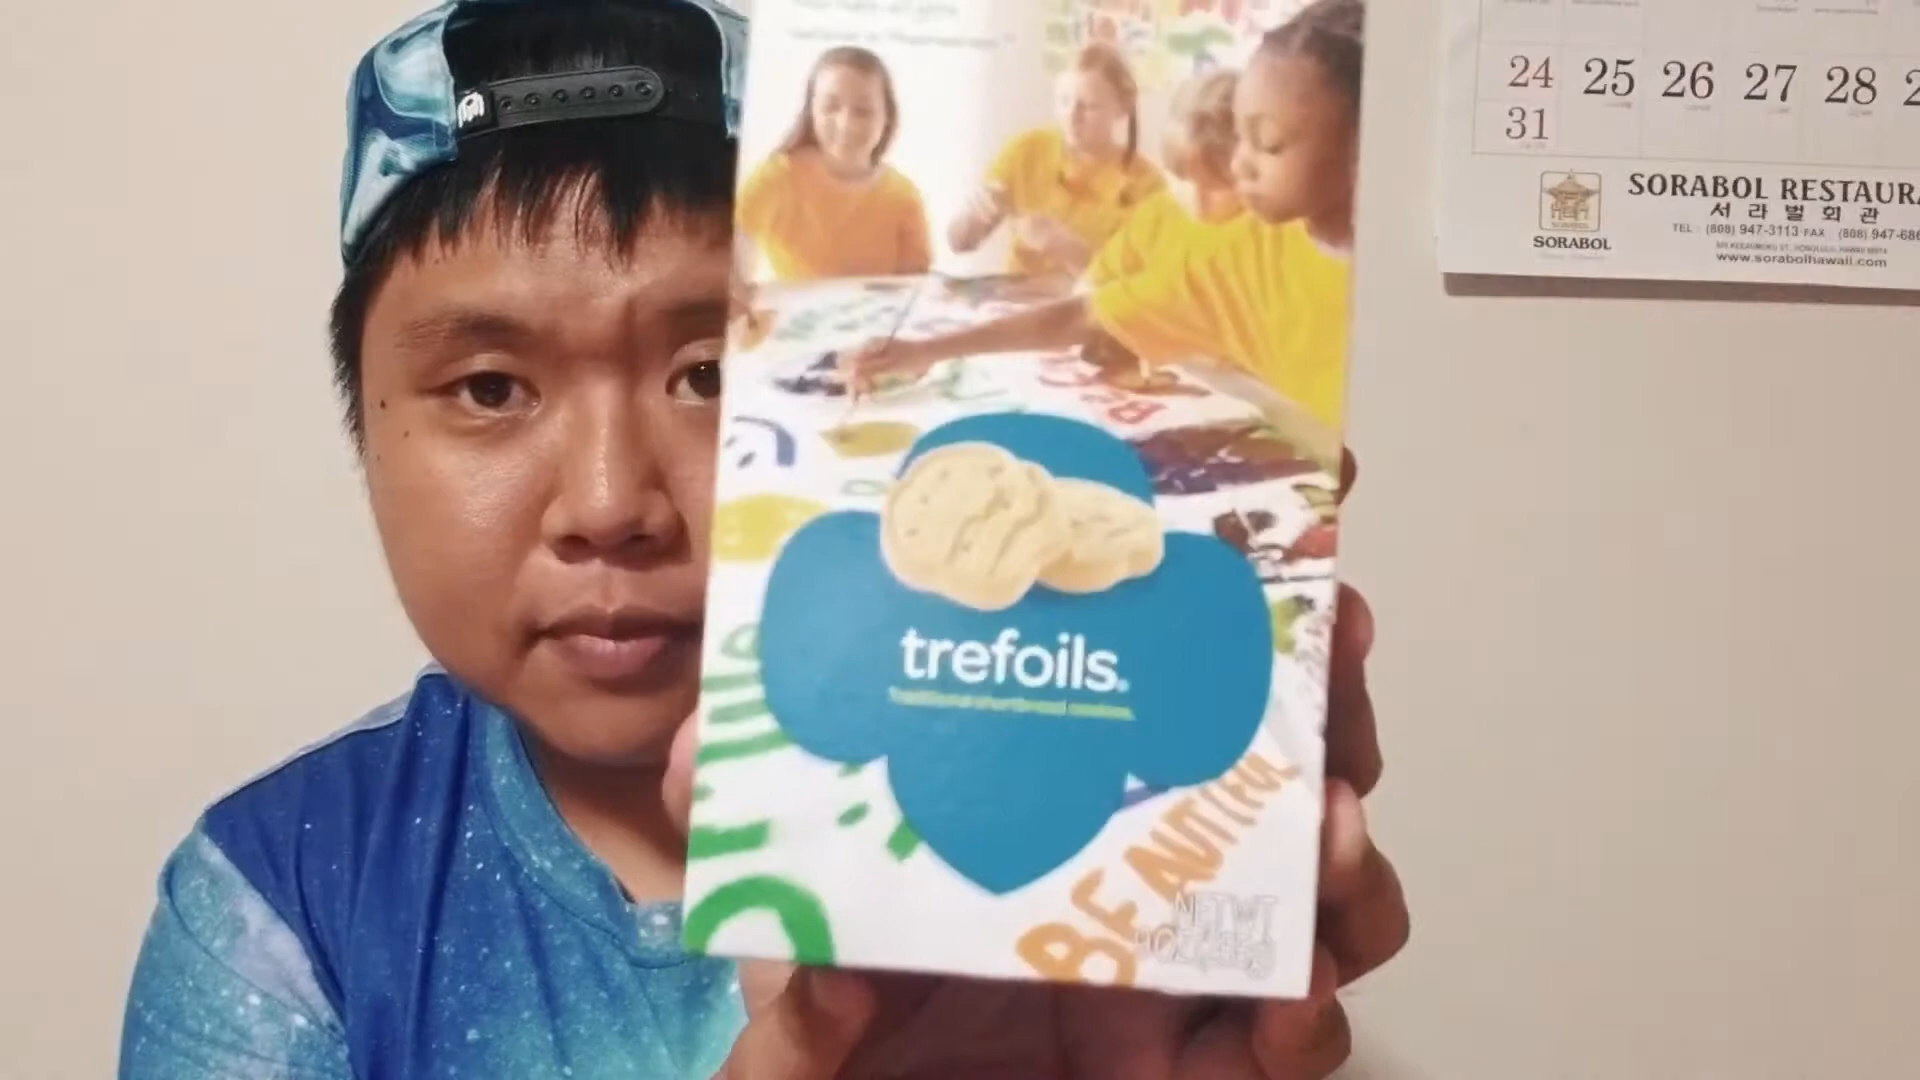 24 25 26 27 28
31
SORABOL RESTAURA
서 라 벌 회 관
SORABOL
TEL : (808) 947-3113 FAX (808) 947-686
www.sorabolhawaii.com
trefoils®
Traditional shortbread cookies.
BE AUTIFUL
NET WT